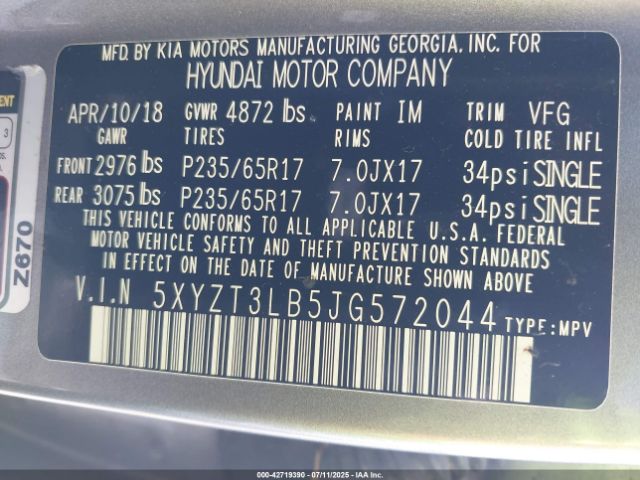 MFD. BY KIA MOTORS MANUFACTURING GEORGIA, INC. FOR
HYUNDAI MOTOR COMPANY
APR/10/18 GVWR 4872 lbs PAINT IM TRIM VFG
GAWR TIRES RIMS COLD TIRE INFL
FRONT 2976 lbs P235/65R17 7.0JX17 34psi SINGLE
REAR 3075 lbs P235/65R17 7.0JX17 34psi SINGLE
THIS VEHICLE CONFORMS TO ALL APPLICABLE U.S.A. FEDERAL
MOTOR VEHICLE SAFETY AND THEFT PREVENTION STANDARDS
IN EFFECT ON THE DATE OF MANUFACTURE SHOWN ABOVE
V.I.N 5XYZT3LB5JG572044 TYPE:MPV
3
Z670
000-42719390 - 07/11/2025 - IAA Inc.